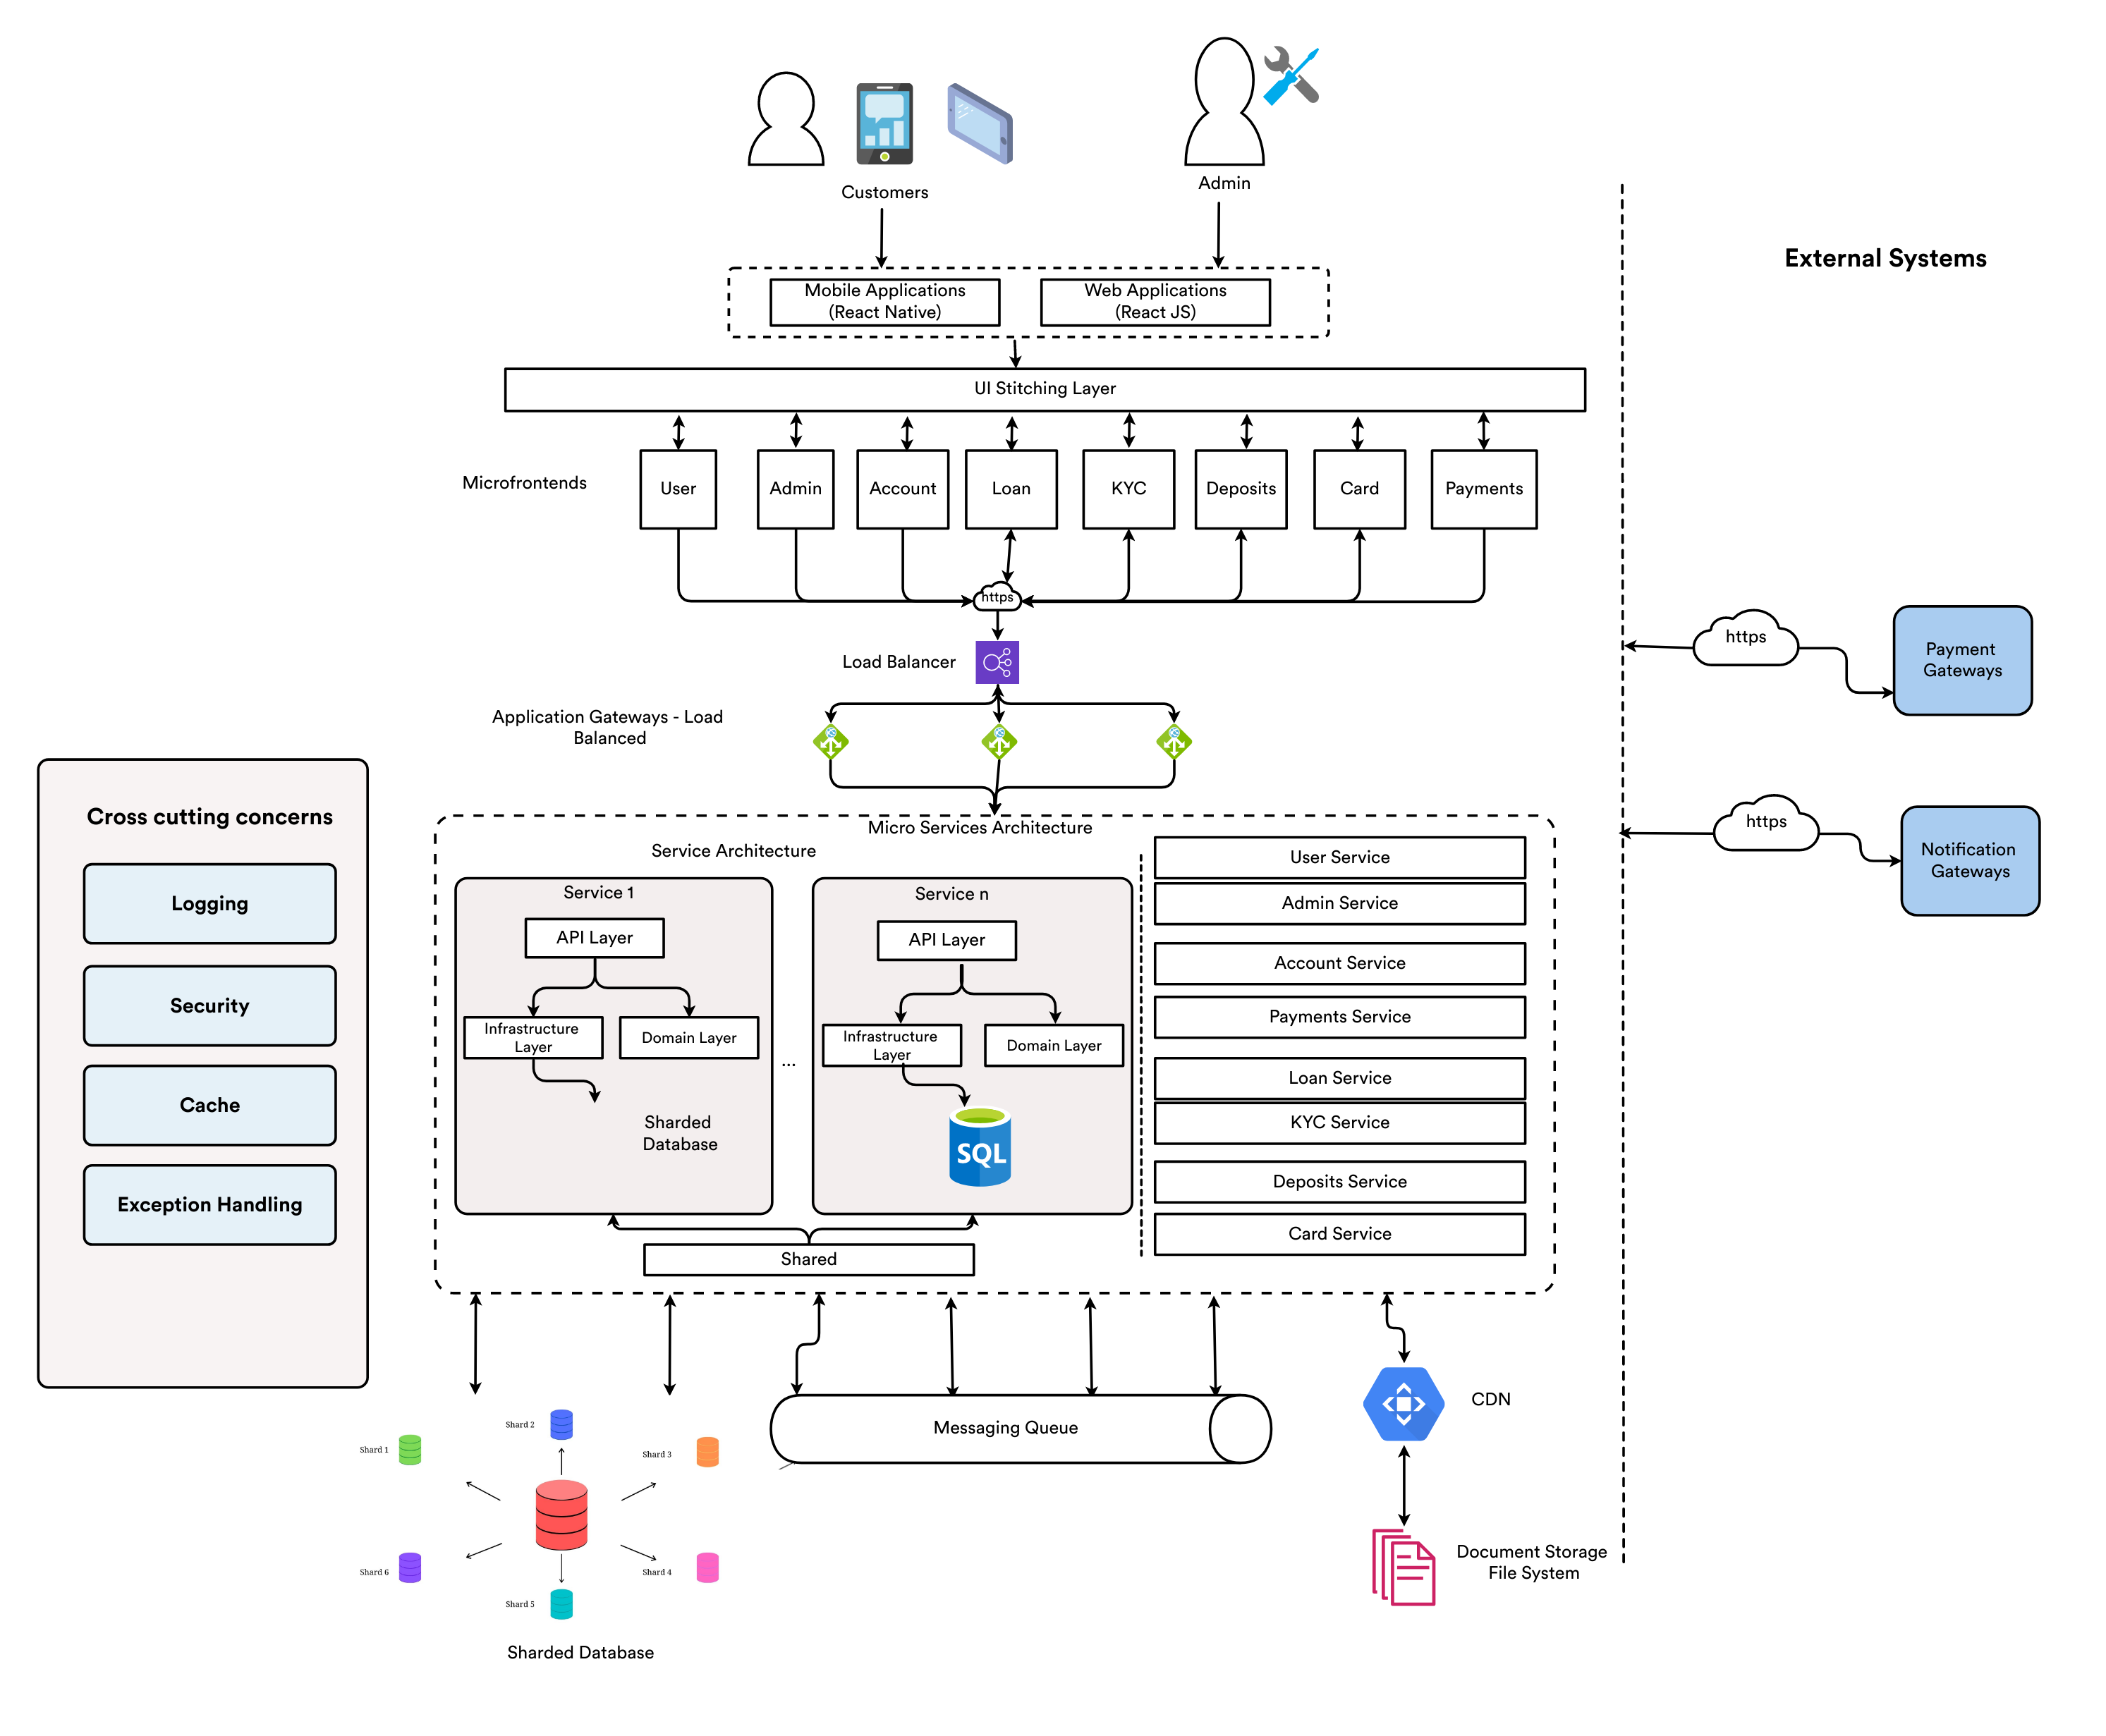 Customers
Admin
External Systems
Mobile Applications
(React Native)
Web Applications
(React JS)
UI Stitching Layer
Microfrontends
User
Admin
Account
Loan
KYC
Deposits
Card
Payments
https
Load Balancer
Application Gateways - Load
Balanced
https
Payment
Gateways
https
Notification
Gateways
Cross cutting concerns
Logging
Security
Cache
Exception Handling
Micro Services Architecture
Service Architecture
Service 1
API Layer
Infrastructure
Layer
Domain Layer
Sharded
Database
...
Service n
API Layer
Infrastructure
Layer
Domain Layer
SQL
Shared
User Service
Admin Service
Account Service
Payments Service
Loan Service
KYC Service
Deposits Service
Card Service
Shard 1
Shard 2
Shard 3
Shard 4
Shard 5
Shard 6
Sharded Database
Messaging Queue
CDN
Document Storage
File System